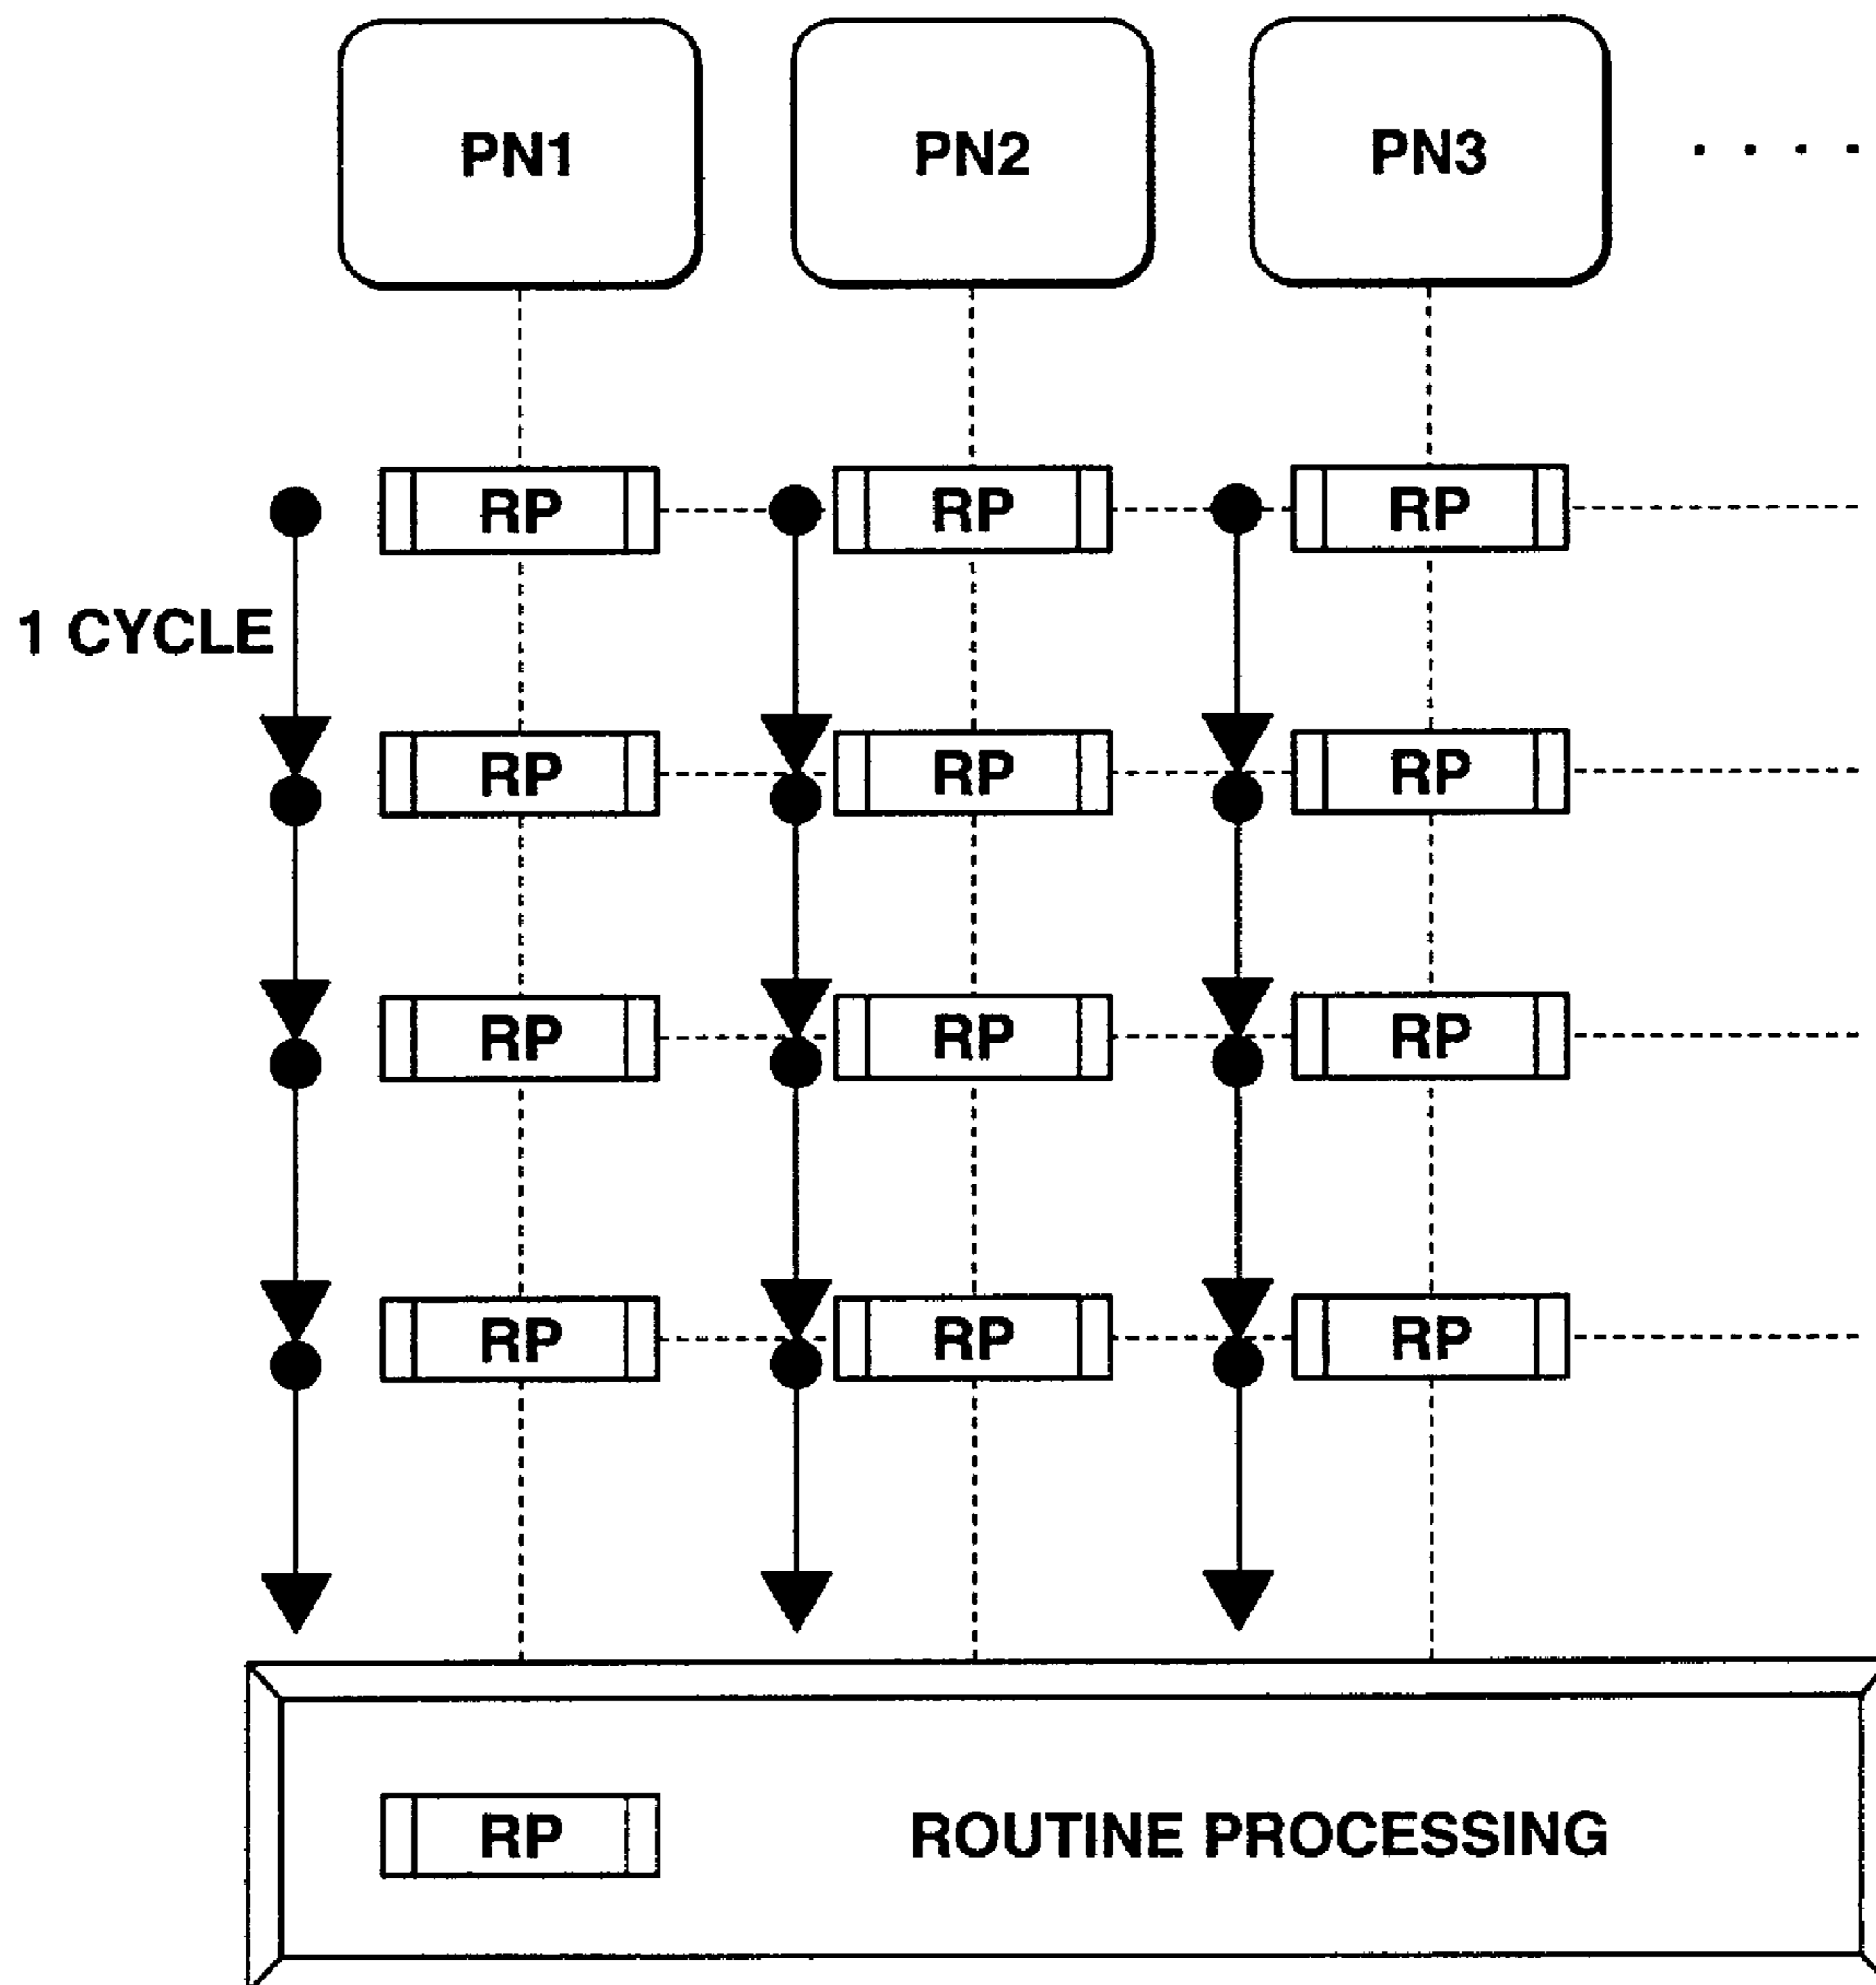 PN1 PN2 PN3 . . . .
RP RP RP
1 CYCLE
RP RP RP
RP RP RP
RP RP RP
RP ROUTINE PROCESSING